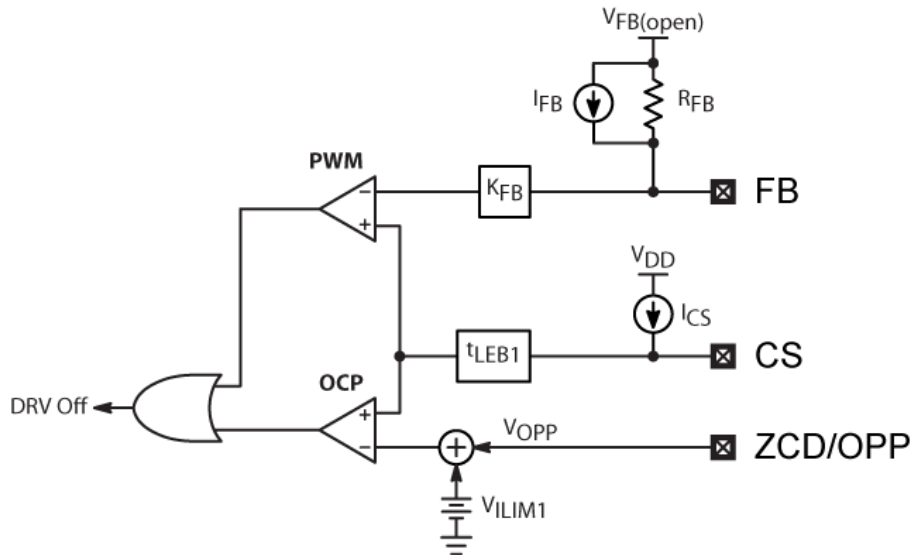 VFB(open)
IFB
RFB
PWM
−
+
KFB
FB
VDD
ICS
tLEB1
CS
OCP
+
−
DRV Off
+
VOPP
ZCD/OPP
VILIM1